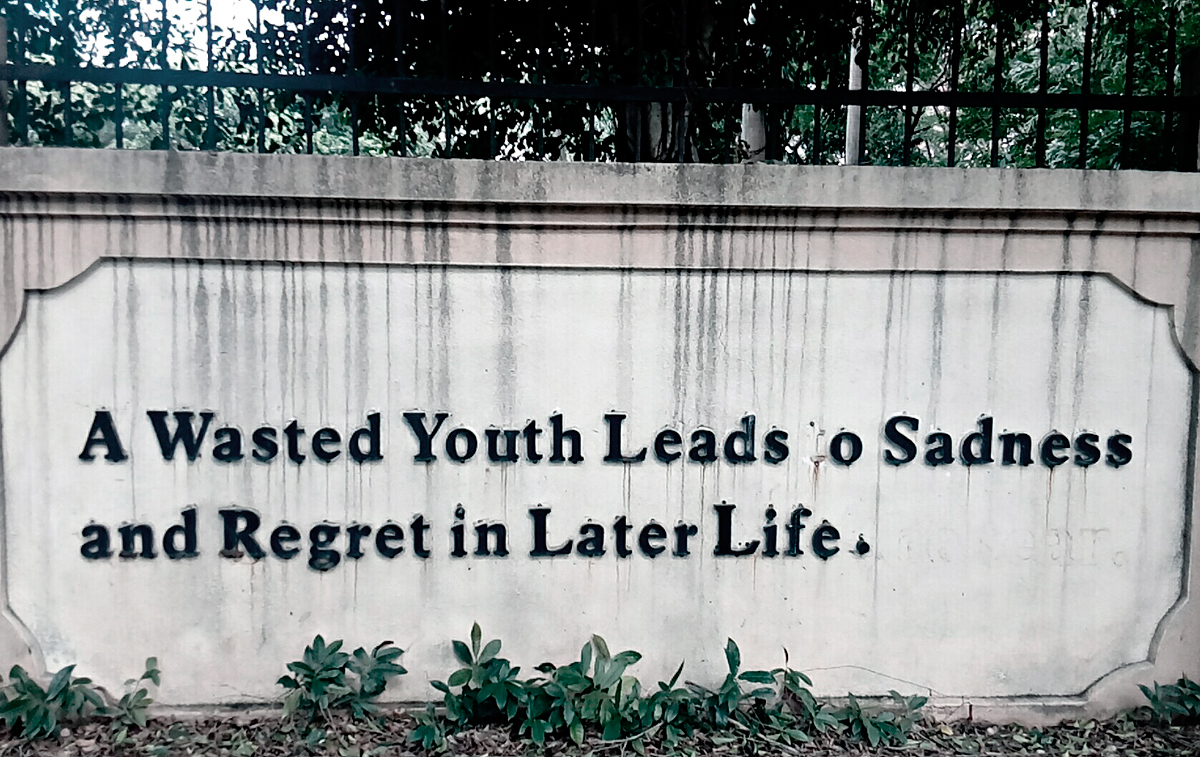 A Wasted Youth Leads o Sadness
and Regret in Later Life.